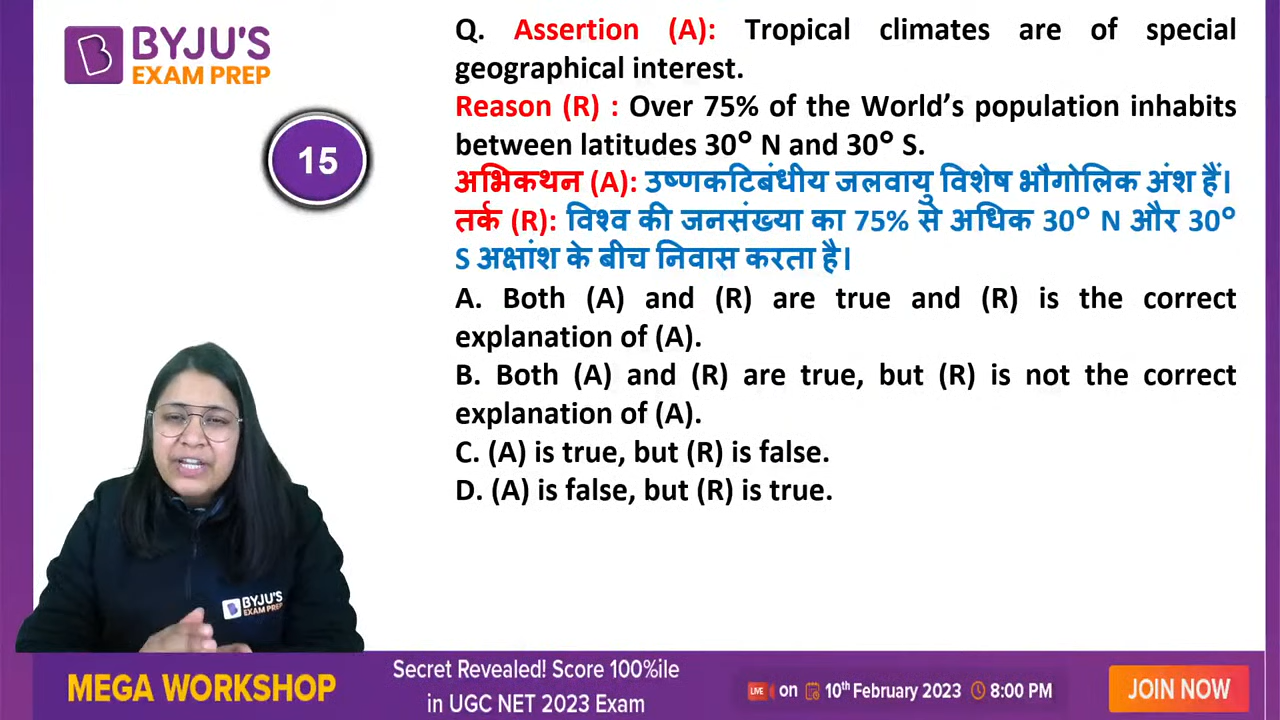 BYJU'S
EXAM PREP
15
Q. Assertion (A): Tropical climates are of special
geographical interest.
Reason (R) : Over 75% of the World's population inhabits
between latitudes 30° N and 30° S.
अभिकथन (A): उष्णकटिबंधीय जलवायु विशेष भौगोलिक अंश हैं।
तर्क (R): विश्व की जनसंख्या का 75% से अधिक 30° N और 30°
S अक्षांश के बीच निवास करता है।
A. Both (A) and (R) are true and (R) is the correct
explanation of (A).
B. Both (A) and (R) are true, but (R) is not the correct
explanation of (A).
C. (A) is true, but (R) is false.
D. (A) is false, but (R) is true.
BYJU'S
EXAM PREP
MEGA WORKSHOP
Secret Revealed! Score 100%ile
in UGC NET 2023 Exam
LIVE on 10th February 2023 8:00 PM
JOIN NOW